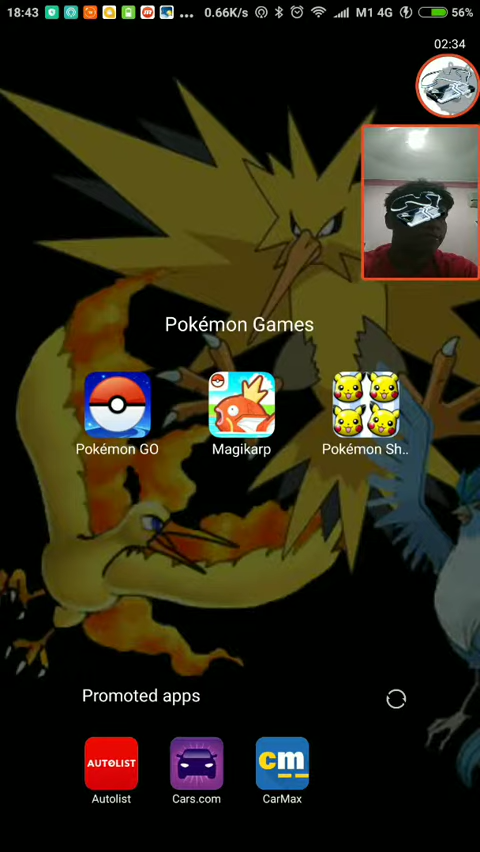 18:43 ... 0.66K/s M1 4G 56%
02:34
Pokémon Games
Pokémon GO
Magikarp
Pokémon Sh..
Promoted apps
AUTOLIST
cm
Autolist
Cars.com
CarMax